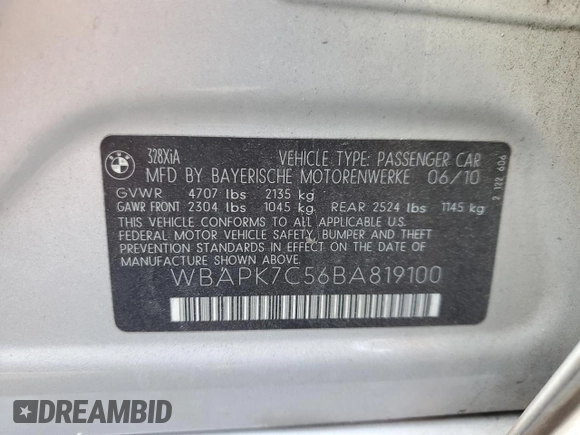 328XiA VEHICLE TYPE: PASSENGER CAR
MFD BY BAYERISCHE MOTORENWERKE 06/10
GVWR 4707 lbs 2135 kg
GAWR FRONT 2304 lbs 1045 kg REAR 2524 lbs 1145 kg
THIS VEHICLE CONFORMS TO ALL APPLICABLE U.S.
FEDERAL MOTOR VEHICLE SAFETY, BUMPER AND THEFT
PREVENTION STANDARDS IN EFFECT ON THE DATE OF
MANUFACTURE SHOWN ABOVE.
WBAPK7C56BA819100
2 122 606
BMW
DREAMBID